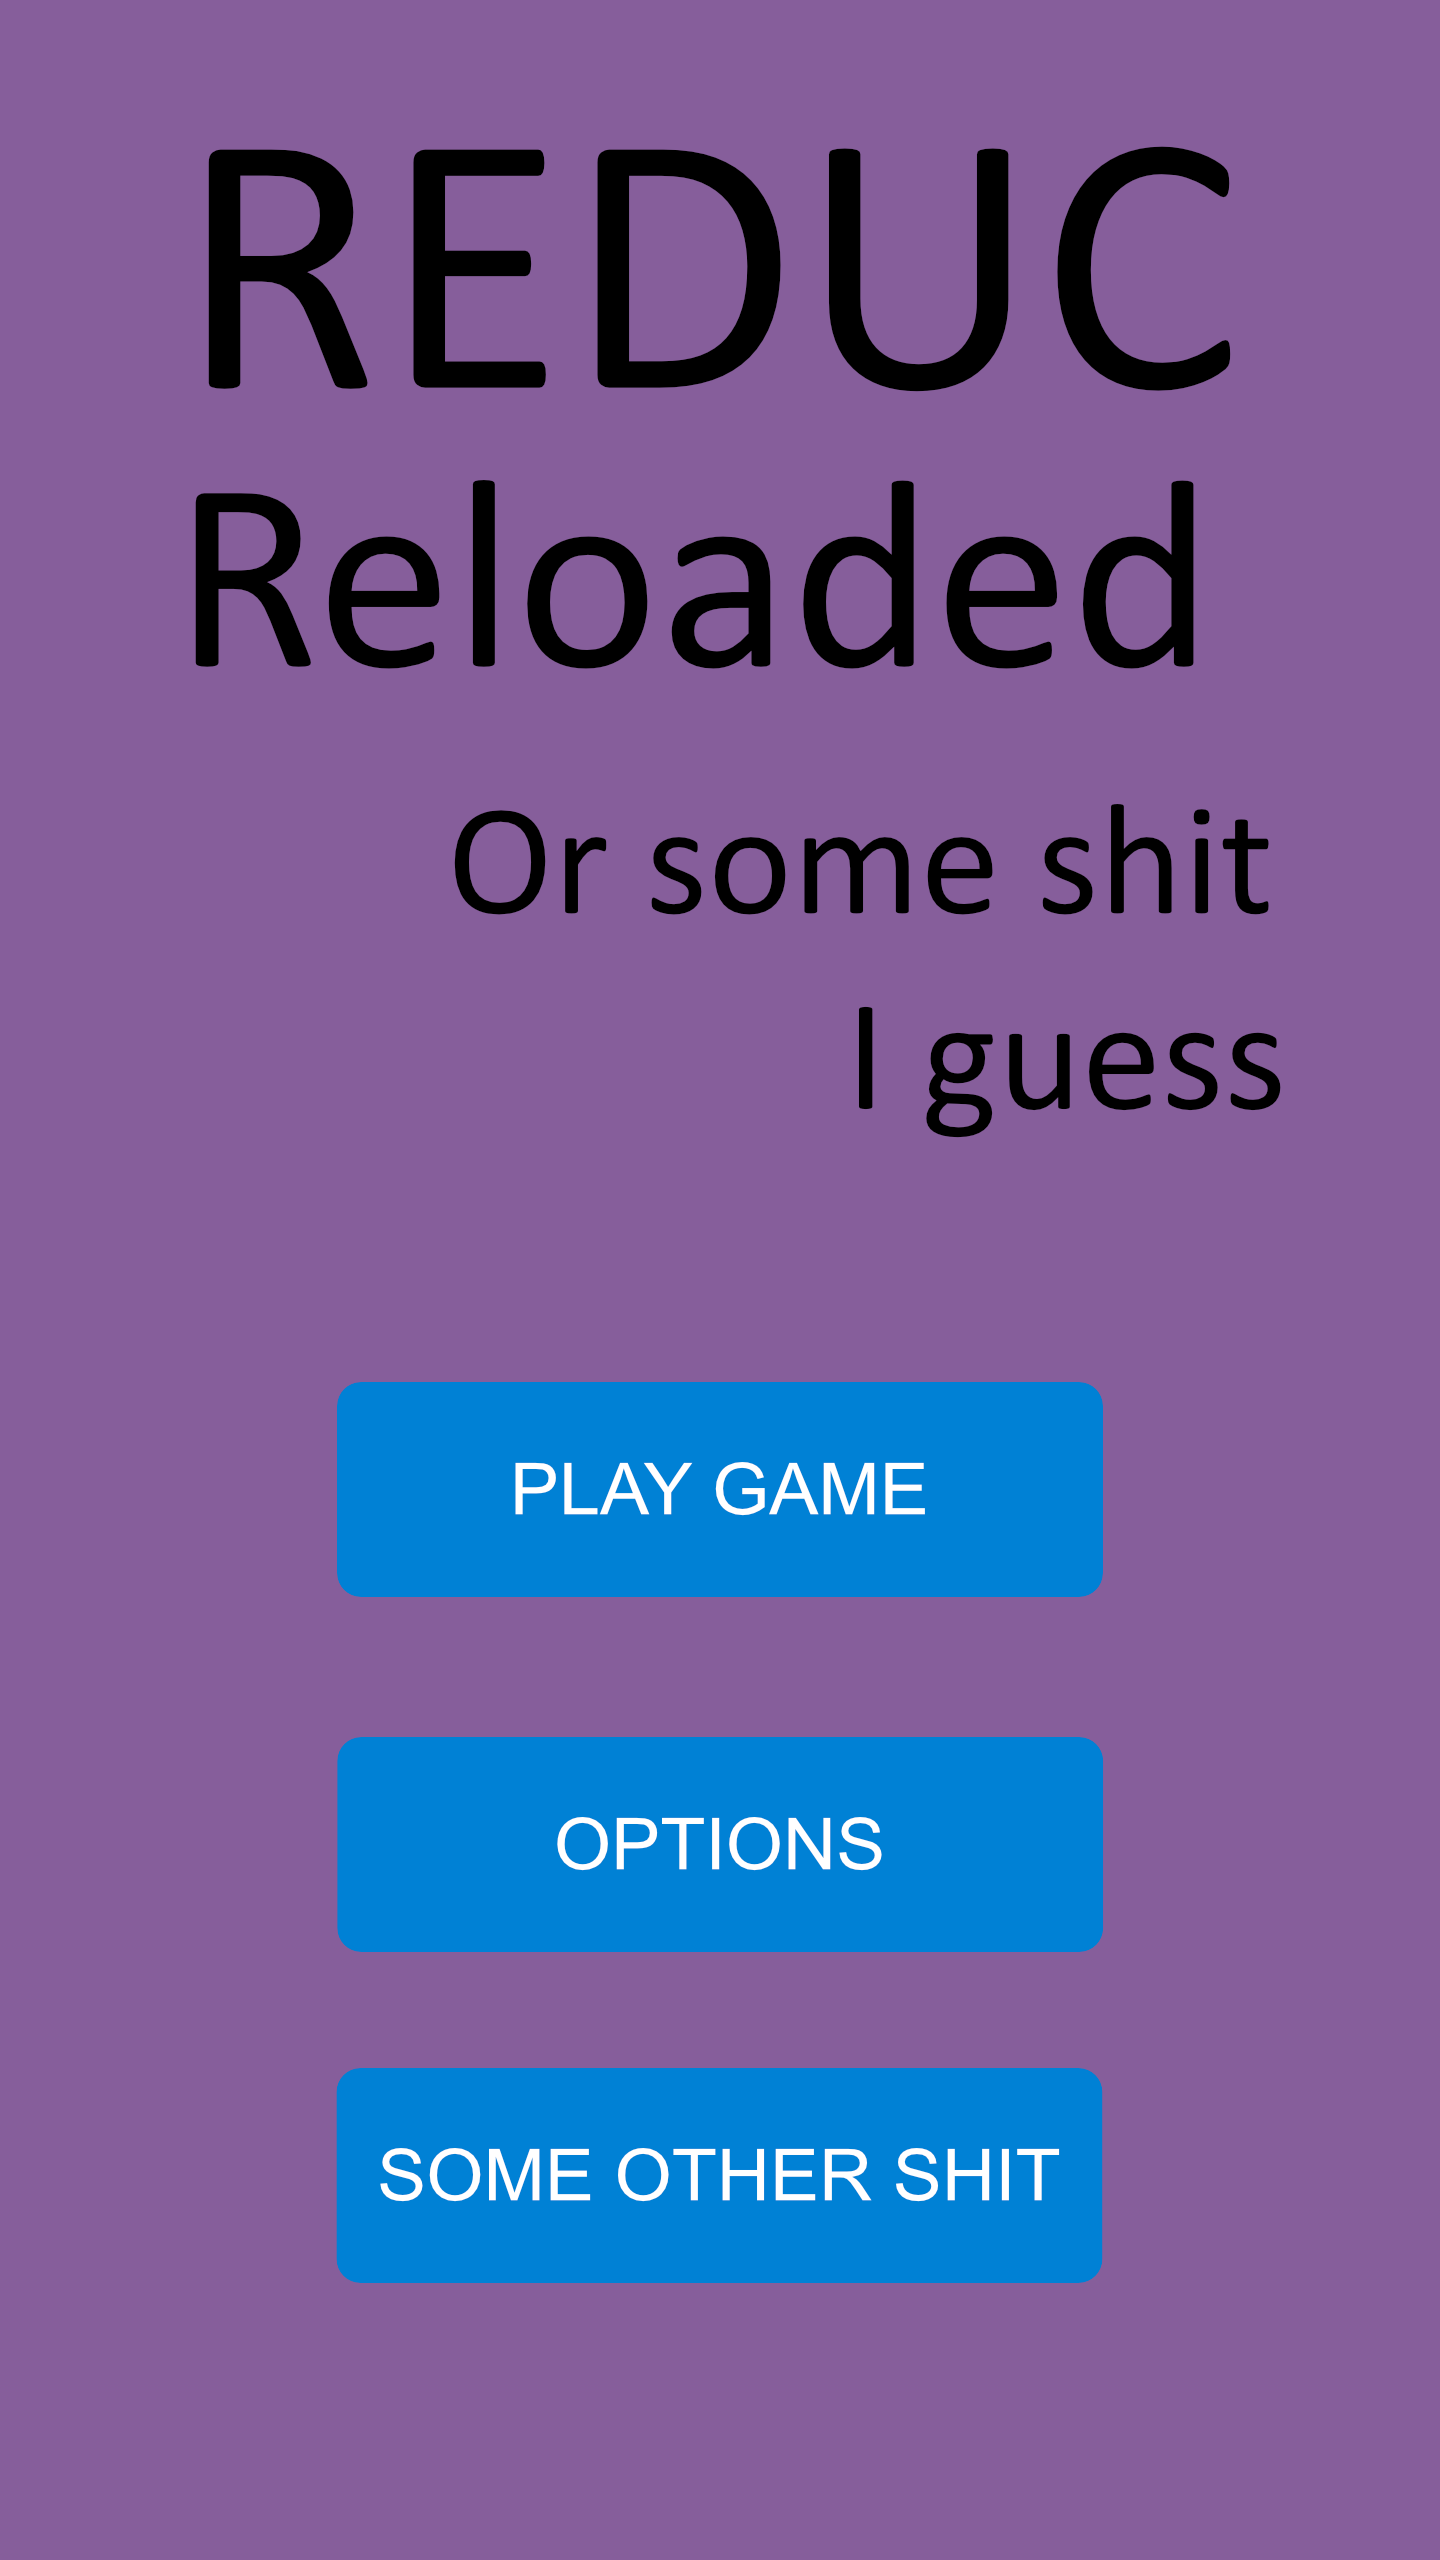 REDUC
Reloaded
Or some shit
I guess
PLAY GAME
OPTIONS
SOME OTHER SHIT